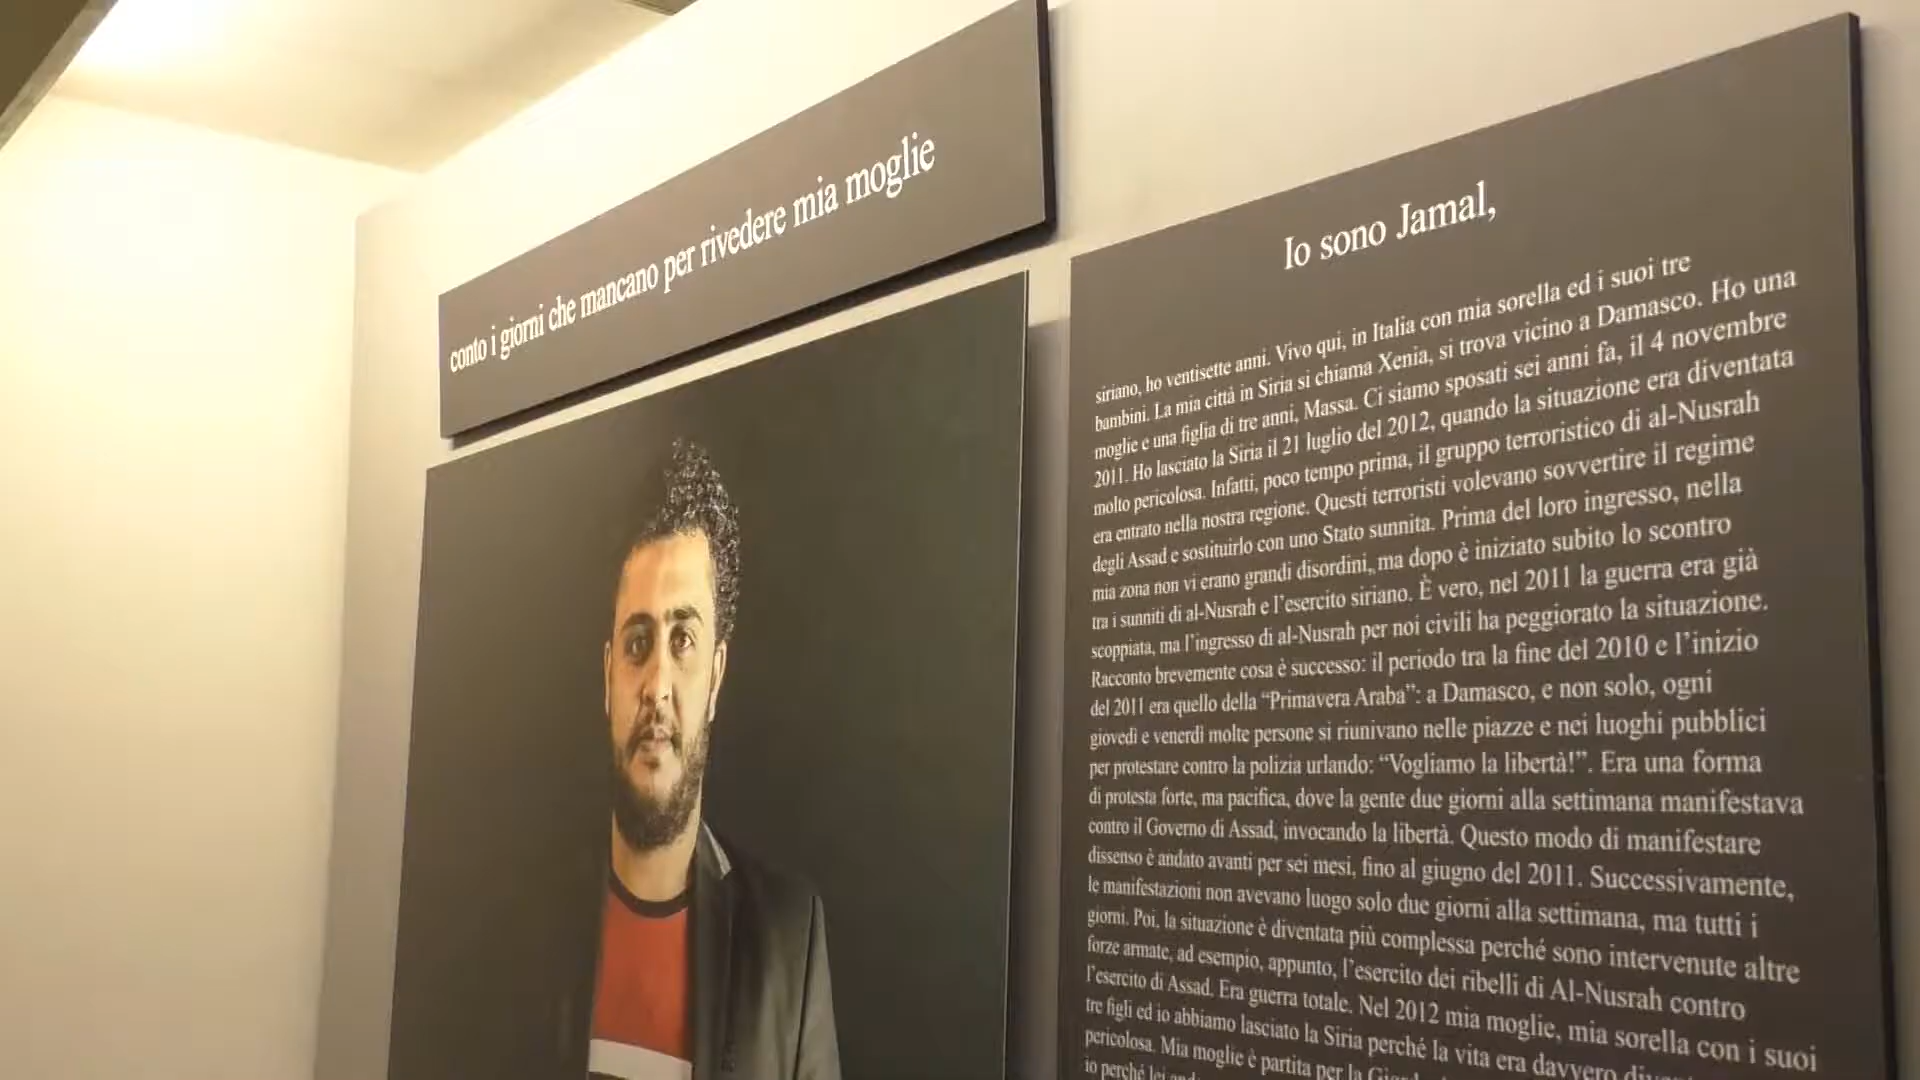 conto i giorni che mancano per rivedere mia moglie
Io sono Jamal,
siriano, ho ventisette anni. Vivo qui, in Italia con mia sorella ed i suoi tre
bambini. La mia città in Siria si chiama Xenia, si trova vicino a Damasco. Ho una
moglie e una figlia di tre anni, Massa. Ci siamo sposati sei anni fa, il 4 novembre
2011. Ho lasciato la Siria il 21 luglio del 2012, quando la situazione era diventata
molto pericolosa. Infatti, poco tempo prima, il gruppo terroristico di al-Nusrah
era entrato nella nostra regione. Questi terroristi volevano sovvertire il regime
degli Assad e sostituirlo con uno Stato sunnita. Prima del loro ingresso, nella
mia zona non vi erano grandi disordini, ma dopo è iniziato subito lo scontro
tra i sunniti di al-Nusrah e l'esercito siriano. È vero, nel 2011 la guerra era già
scoppiata, ma l'ingresso di al-Nusrah per noi civili ha peggiorato la situazione.
Racconto brevemente cosa è successo: il periodo tra la fine del 2010 e l'inizio
del 2011 era quello della “Primavera Araba”: a Damasco, e non solo, ogni
giovedì e venerdì molte persone si riunivano nelle piazze e nei luoghi pubblici
per protestare contro la polizia urlando: “Vogliamo la libertà!”. Era una forma
di protesta forte, ma pacifica, dove la gente due giorni alla settimana manifestava
contro il Governo di Assad, invocando la libertà. Questo modo di manifestare
dissenso è andato avanti per sei mesi, fino al giugno del 2011. Successivamente,
le manifestazioni non avevano luogo solo due giorni alla settimana, ma tutti i
giorni. Poi, la situazione è diventata più complessa perché sono intervenute altre
forze armate, ad esempio, appunto, l'esercito dei ribelli di Al-Nusrah contro
l'esercito di Assad. Era guerra totale. Nel 2012 mia moglie, mia sorella con i suoi
tre figli ed io abbiamo lasciato la Siria perché la vita era davvero
pericolosa. Mia moglie è partita per la
io perché lei